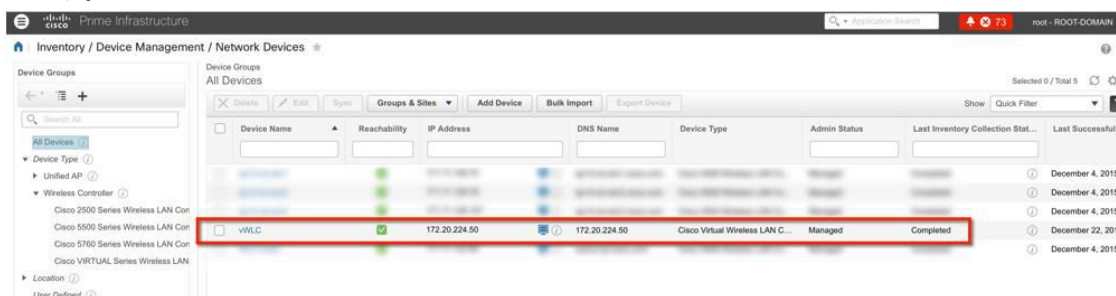 cisco Prime Infrastructure
Application Search
73
root - ROOT-DOMAIN
Inventory / Device Management / Network Devices
Device Groups
Search All
All Devices
Device Type
Unified AP
Wireless Controller
Cisco 2500 Series Wireless LAN Con
Cisco 5500 Series Wireless LAN Con
Cisco 5760 Series Wireless LAN Con
Cisco VIRTUAL Series Wireless LAN
Location
User Defined
Device Groups
All Devices
Selected 0 / Total 5
Delete Edit Sync Groups & Sites Add Device Bulk Import Export Device
Show Quick Filter
Device Name Reachability IP Address DNS Name Device Type Admin Status Last Inventory Collection Stat... Last Successful
December 4, 201
December 4, 201
December 4, 201
vWLC 172.20.224.50 172.20.224.50 Cisco Virtual Wireless LAN C... Managed Completed December 22, 201
December 4, 201